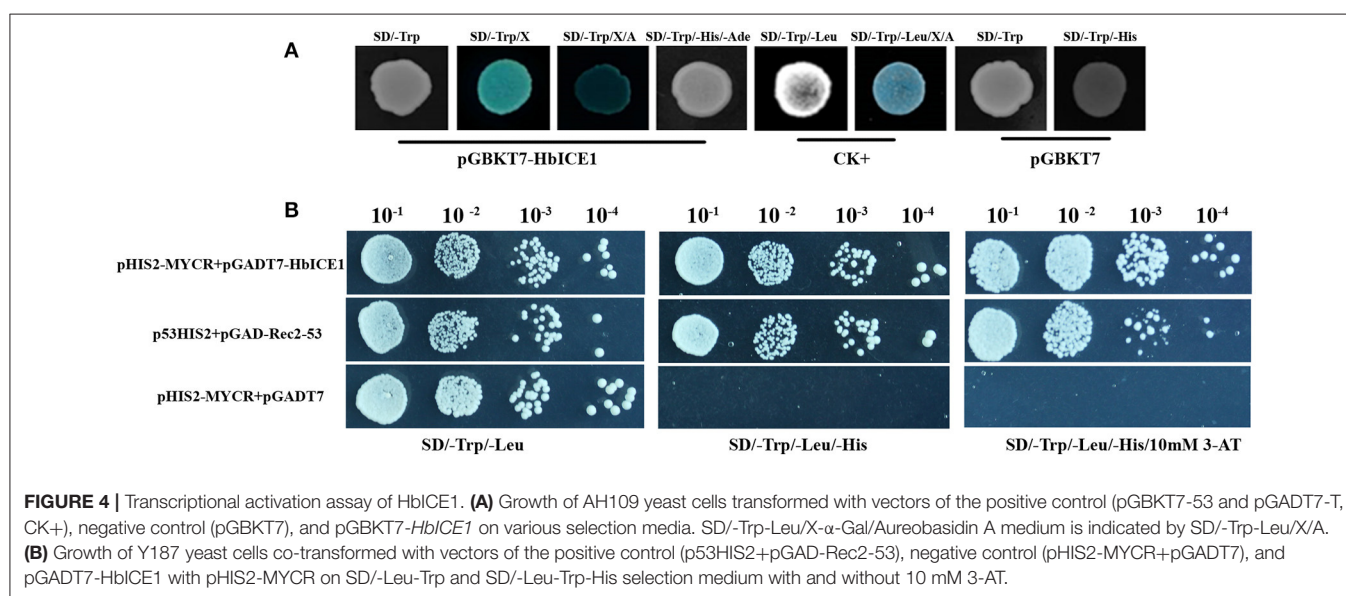 A
SD/-Trp SD/-Trp/X SD/-Trp/X/A SD/-Trp/-His/-Ade SD/-Trp/-Leu SD/-Trp/-Leu/X/A SD/-Trp SD/-Trp/-His
pGBKT7-HbICE1 CK+ pGBKT7
B
10⁻¹ 10⁻² 10⁻³ 10⁻⁴ 10⁻¹ 10⁻² 10⁻³ 10⁻⁴ 10⁻¹ 10⁻² 10⁻³ 10⁻⁴
pHIS2-MYCR+pGADT7-HbICE1
p53HIS2+pGAD-Rec2-53
pHIS2-MYCR+pGADT7
SD/-Trp/-Leu SD/-Trp/-Leu/-His SD/-Trp/-Leu/-His/10mM 3-AT
FIGURE 4 | Transcriptional activation assay of HbICE1. (A) Growth of AH109 yeast cells transformed with vectors of the positive control (pGBKT7-53 and pGADT7-T,
CK+), negative control (pGBKT7), and pGBKT7-HbICE1 on various selection media. SD/-Trp-Leu/X-α-Gal/Aureobasidin A medium is indicated by SD/-Trp-Leu/X/A.
(B) Growth of Y187 yeast cells co-transformed with vectors of the positive control (p53HIS2+pGAD-Rec2-53), negative control (pHIS2-MYCR+pGADT7), and
pGADT7-HbICE1 with pHIS2-MYCR on SD/-Leu-Trp and SD/-Leu-Trp-His selection medium with and without 10 mM 3-AT.